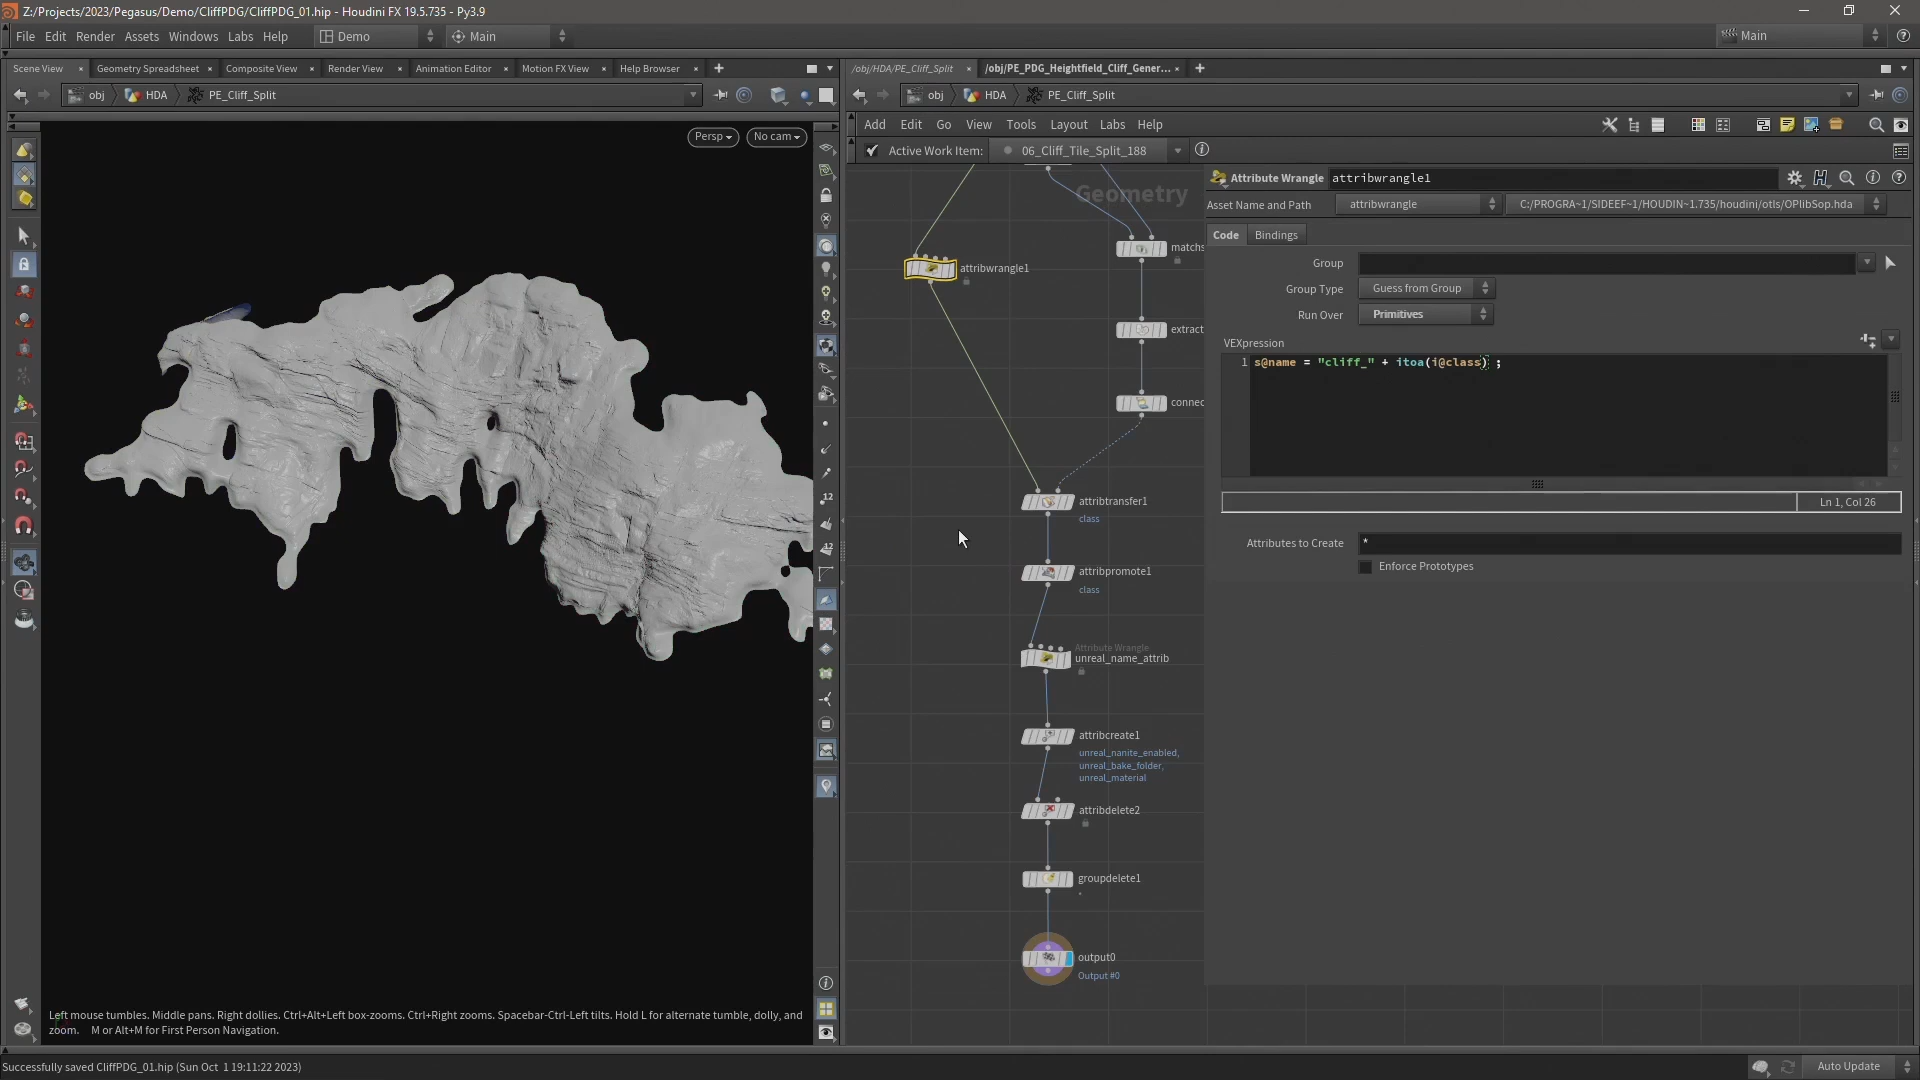 Z:/Projects/2023/Pegasus/Demo/CliffPDG/CliffPDG_01.hip - Houdini FX 19.5.735 - Py3.9
File Edit Render Assets Windows Labs Help
Demo
Main
Main
Scene View
Geometry Spreadsheet
Composite View
Render View
Animation Editor
Motion FX View
Help Browser
obj
HDA
PE_Cliff_Split
Persp
No cam
Left mouse tumbles. Middle pans. Right dollies. Ctrl+Alt+Left box-zooms. Ctrl+Right zooms. Spacebar-Ctrl-Left tilts. Hold L for alternate tumble, dolly, and
zoom. M or Alt+M for First Person Navigation.
12
12
/obj/HDA/PE_Cliff_Split
/obj/PE_PDG_Heightfield_Cliff_Gener...
obj
HDA
PE_Cliff_Split
Add Edit Go View Tools Layout Labs Help
Active Work Item:
06_Cliff_Tile_Split_188
Geometry
attribwrangle1
matchs
extract
connec
attribtransfer1
class
attribpromote1
class
Attribute Wrangle
unreal_name_attrib
attribcreate1
unreal_nanite_enabled,
unreal_bake_folder,
unreal_material
attribdelete2
groupdelete1
*
output0
Output #0
Attribute Wrangle attribwrangle1
Asset Name and Path
attribwrangle
C:/PROGRA~1/SIDEEF~1/HOUDIN~1.735/houdini/otls/OPlibSop.hda
Code
Bindings
Group
Group Type
Guess from Group
Run Over
Primitives
VEXpression
1 s@name = "cliff_" + itoa(i@class) ;
Ln 1, Col 26
Attributes to Create
*
Enforce Prototypes
Successfully saved CliffPDG_01.hip (Sun Oct 1 19:11:22 2023)
Auto Update